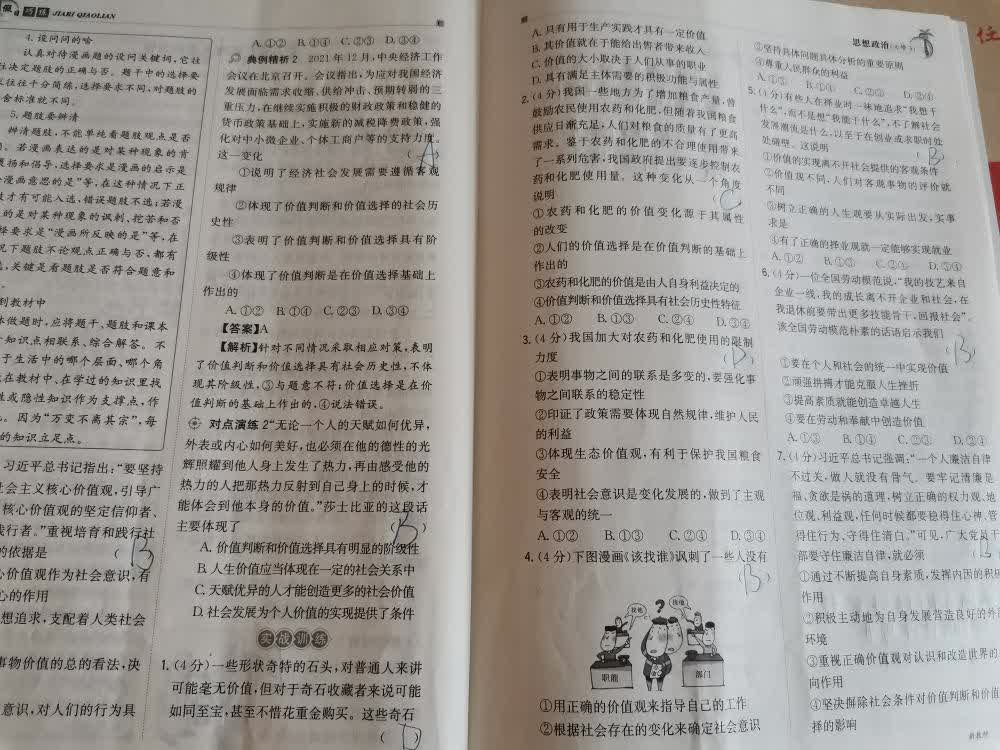 假日 巧练 JIARI QIAOLIAN
4. 设问问的啥
认真对待漫画题的设问关键词,它往
往决定题肢的正确与否。题干中的选择要
往往十分简练,选择要求不同,对题肢的
舍标准就不同。
5. 题肢要辨清
辨清题肢,不能单纯看题肢观点是否
、若漫画表达的是对某种现象的肯
褒扬和倡导,选择要求是漫画的启示是
漫画意思的是”等,在这种情况下正
肢才有可能入选,错误题肢不选;若漫
的是对某种现象的讽刺、挖苦和否
择要求是“漫画所反映的是”等,在
况下题肢不论观点正确与否,都有
,关键是看题肢是否符合题意和
到教材中
体做题时,应将题干、题肢和课本
知识点相联系,综合解答。不
于生活中的哪个层面、哪个角
在教材中、在学过的知识里找
性或隐性知识作为支撑点,作
。因为“万变不离其宗”,每
的知识立足点。
习近平总书记指出:“要坚持
社会主义核心价值观,引导广
核心价值观的坚定信仰者、
践行者。”重视培育和践行社
的依据是 ( B
心价值观作为社会意识,有
心的作用
想追求,支配着人类社会
事物价值的总的看法,决
意识,对人们的行为具
A. ①② B. ①④ C. ②③ D. ③④
典例精析 2 2021 年 12 月,中央经济工作
会议在北京召开。会议指出,为应对我国经济
发展面临需求收缩、供给冲击、预期转弱的三
重压力,在继续实施积极的财政政策和稳健的
货币政策基础上,实施新的减税降费政策,强
化对中小微企业、个体工商户等的支持力度。
这一变化 ( A )
①说明了经济社会发展需要遵循客观
规律
②体现了价值判断和价值选择的社会历
史性
③表明了价值判断和价值选择具有阶
级性
④体现了价值判断是在价值选择基础上
作出的
A. ①② B. ①④ C. ②③ D. ③④
【答案】A
【解析】针对不同情况采取相应对策,表明
了价值判断和价值选择具有社会历史性,不体
现其阶级性,③与题意不符;价值选择是在价
值判断的基础上作出的,④说法错误。
对点演练 2 “无论一个人的天赋如何优异,
外表或内心如何美好,也必须在他的德性的光
辉照耀到他人身上发生了热力,再由感受他的
热力的人把那热力反射到自己身上的时候,才
能体会到他本身的价值。”莎士比亚的这段话
主要体现了 ( B )
A. 价值判断和价值选择具有明显的阶级性
B. 人生价值应当体现在一定的社会关系中
C. 天赋优异的人才能创造更多的社会价值
D. 社会发展为个人价值的实现提供了条件
实战训练
1. (4 分)一些形状奇特的石头,对普通人来讲
可能毫无价值,但对于奇石收藏者来说可能
如同至宝,甚至不惜花重金购买。这些奇石
( D
A. 只有用于生产实践才具有一定价值
B. 其价值就在于能给出售者带来收入
C. 价值的大小取决于人们从事的职业
D. 具有满足主体需要的积极功能与属性
2. (4 分)我国一些地方为了增加粮食产量,曾
鼓励农民使用农药和化肥,但随着我国粮食
供应日渐充足,人们对粮食的质量有了更高
需求。鉴于农药和化肥的不合理使用带来
了一系列危害,我国政府提出要逐步控制农
药和化肥使用量。这种变化从一个角度
说明 ( C
①农药和化肥的价值变化源于其属性
的改变
②人们的价值选择是在价值判断的基础上
作出的
③农药和化肥的价值是由人自身利益决定的
④价值判断和价值选择具有社会历史性特征
A. ①② B. ①③ C. ②④ D. ③④
3. (4 分)我国加大对农药和化肥使用的限制
力度
①表明事物之间的联系是多变的,要强化事
物之间联系的稳定性
②印证了政策需要体现自然规律,维护人民
的利益
③体现生态价值观,有利于保护我国粮食
安全
④表明社会意识是变化发展的,做到了主观
与客观的统一
A. ①② B. ①③ C. ②④ D. ③④
4. (4 分)下图漫画《该找谁》讽刺了一些人没有
( B )
我他
?
找他
职能
部门
①用正确的价值观来指导自己的工作
②根据社会存在的变化来确定社会意识
思想政治(必修 )
③坚持具体问题具体分析的重要原则
④尊重人民群众的利益
A. ①③ B. ①④ C. ②③ D. ②④
5. (4 分)有些人在择业时一味地追求“我想干
什么”,而不是想“我能干什么”,不了解社会
发展潮流是什么,以至于在创业或求职时处
处碰壁。这说明 ( B
①价值的实现离不开社会提供的客观条件
②价值观不同,人们对客观事物的评价就
不同
③树立正确的人生观要从实际出发,实事
求是
④有了正确的择业观就一定能够实现就业
A. ①② B. ①③ C. ②④ D. ③④
6. (4 分)一位全国劳动模范说,“我的技艺来自
企业一线,我的成长离不开企业和社会,在
我退休前要带出更多技能骨干,回报社会”。
该全国劳动模范朴素的话语启示我们
( B
①要在个人和社会的统一中实现价值
②顽强拼搏才能克服人生挫折
③提高素质就能创造卓越人生
④要在劳动和奉献中创造价值
A. ①③ B. ①④ C. ②③ D. ②④
7. (4 分)习近平总书记强调:“一个人廉洁自律
不过关,做人就没有骨气。要牢记清廉是
福、贪欲是祸的道理,树立正确的权力观、地
位观、利益观,任何时候都要稳得住心神、管
得住行为、守得住清白。”可见,广大党员干
部要守住廉洁自律,就必须 ( B
①通过不断提高自身素质,发挥内因的积极
作用
②积极主动地为自身发展营造良好的外部
环境
③重视正确价值观对认识和改造世界的
向作用
④坚决摒除社会条件对价值判断和价值
择的影响
新教材